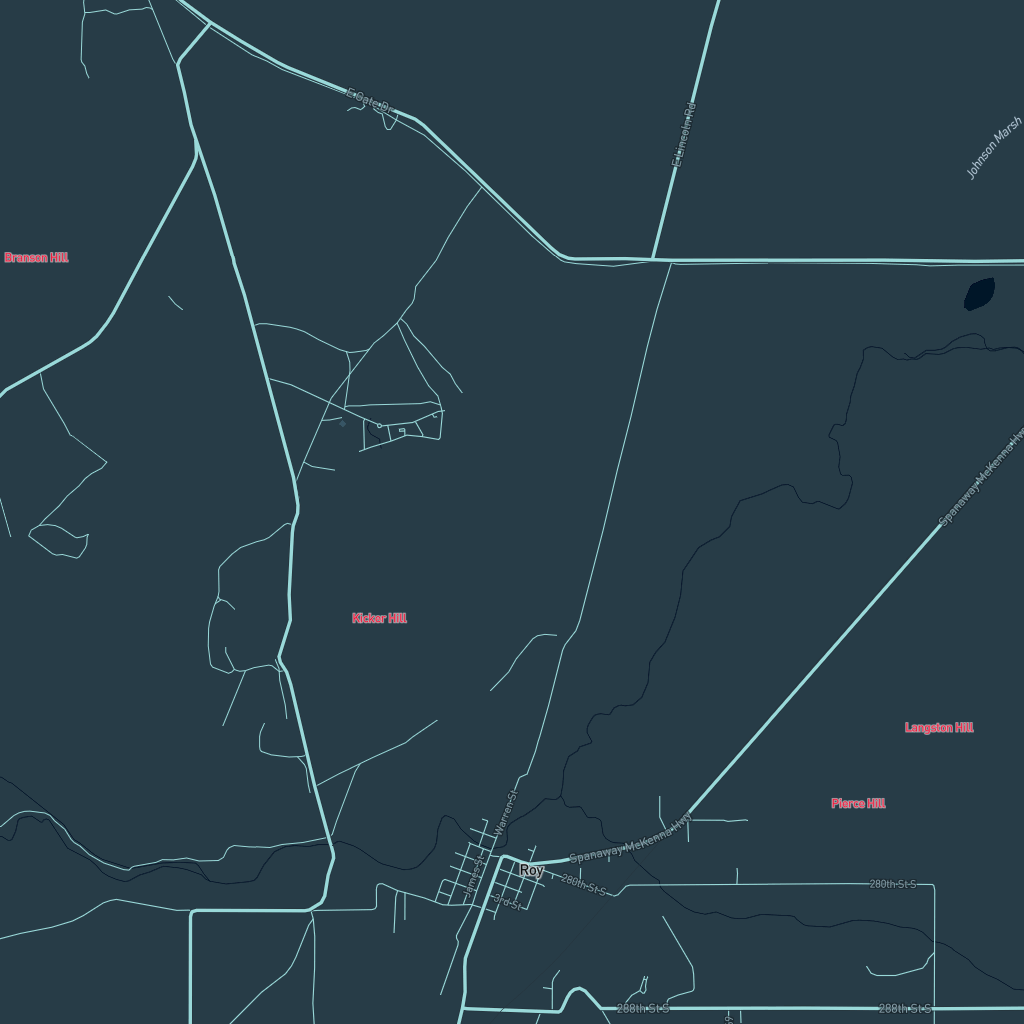 E Gate Dr
E Lincoln Rd
Johnson Marsh
Branson Hill
Spanaway McKenna Hwy
Kicker Hill
Langston Hill
Pierce Hill
Warren St
Spanaway McKenna Hwy
James St
Roy
280th St S
280th St S
3rd St
288th St S
288th St S